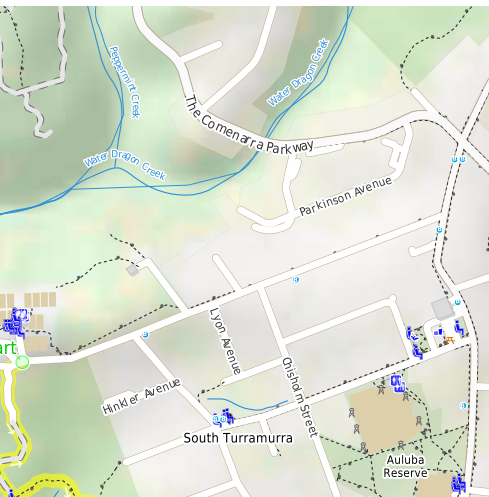 Peppermint Creek
Water Dragon Creek
The Comenarra Parkway
Water Dragon Creek
Parkinson Avenue
Lyon Avenue
art
Chisholm Street
Hinkler Avenue
South Turramurra
Auluba
Reserve